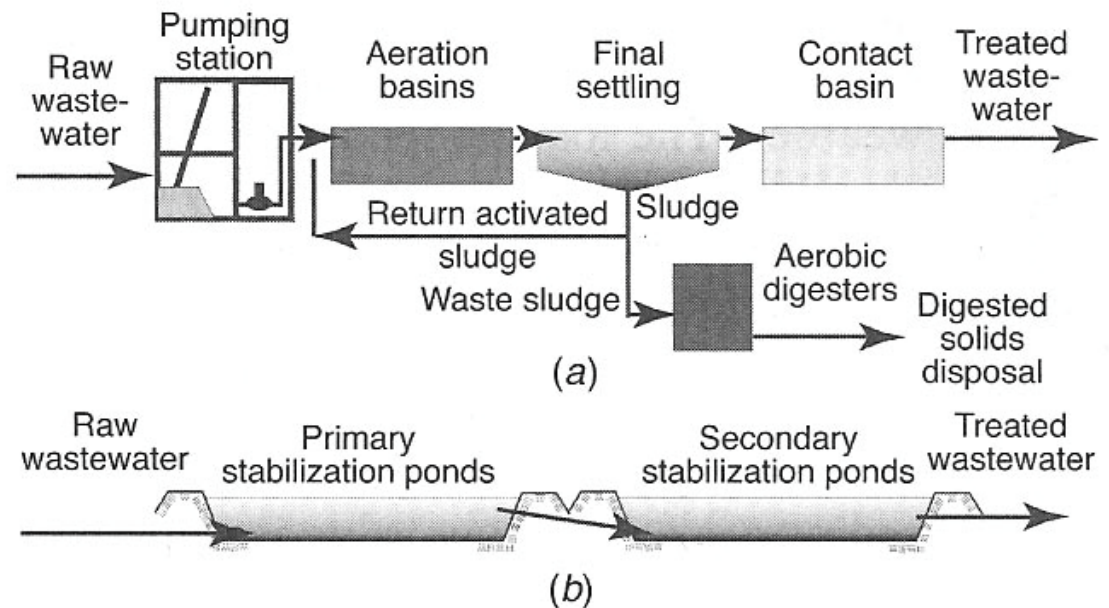 Pumping
station
Raw
waste-
water
Aeration
basins
Final
settling
Contact
basin
Treated
waste-
water
Return activated
sludge
Sludge
Waste sludge
Aerobic
digesters
Digested
solids
disposal
(a)
Raw
wastewater
Primary
stabilization ponds
Secondary
stabilization ponds
Treated
wastewater
(b)